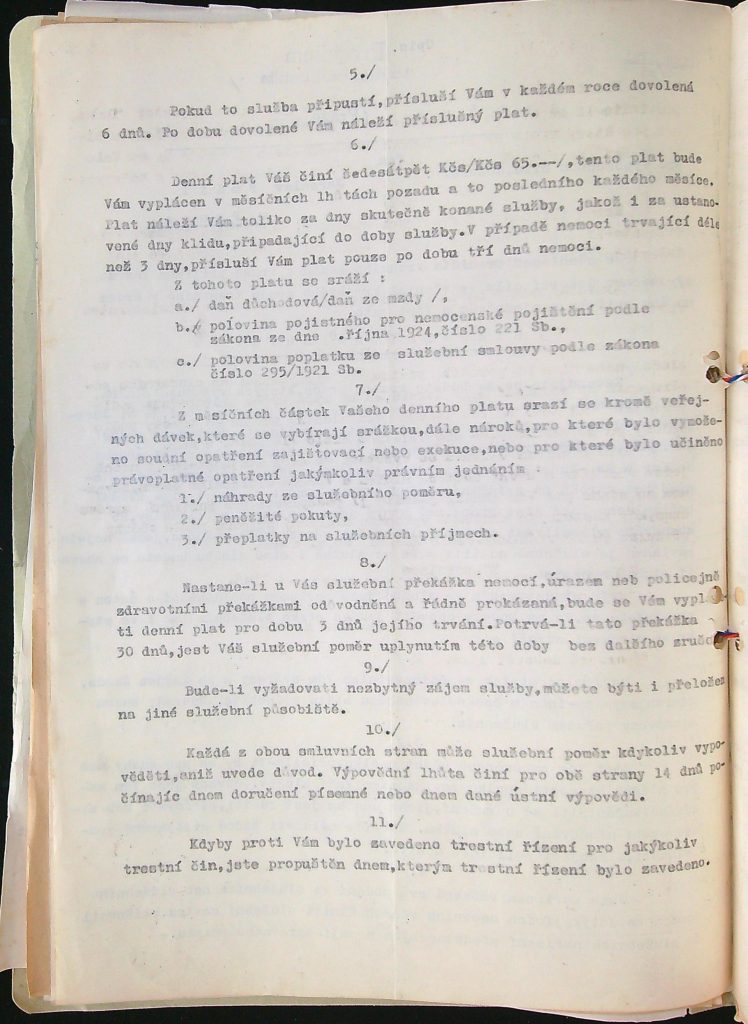 5./
Pokud to služba připustí,přísluší Vám v každém roce dovolená
6 dnů. Po dobu dovolené Vám náleží příslušný plat.
6./
Denní plat Váš činí šedesátpět Kčs/Kčs 65.--/,tento plat bude
Vám vyplácen v měsíčních lhůtách pozadu a to posledního každého měsíce.
Plat náleží Vám toliko za dny skutečně konané služby, jakož i za ustano-
vené dny klidu,připadající do doby služby.V případě nemoci trvající déle
než 3 dny,přísluší Vám plat pouze po dobu tří dnů nemoci.
Z tohoto platu se sráží :
a./ daň důchodová/daň ze mzdy /,
b./ polovina pojistného pro nemocenské pojištění podle
zákona ze dne .října 1924,číslo 221 Sb.,
c./ polovina poplatku ze služební smlouvy podle zákona
číslo 295/1921 Sb.
7./
Z měsíčních částek Vašeho denního platu srazí se kromě veřej-
ných dávek,které se vybírají srážkou,dále nároků,pro které bylo vymože-
no soudní opatření zajišťovací nebo exekuce,nebo pro které bylo učiněno
právoplatné opatření jakýmkoliv právním jednáním
1./ náhrady ze služebního poměru,
2./ peněčité pokuty,
3./ přeplatky na služebních příjmech.
8./
Nastane-li u Vás služební překážka nemocí,úrazem neb policejně
zdravotními překážkami odůvodněná a řádně prokázaná,bude se Vám vyplá-
ti denní plat pro dobu 3 dnů jejího trvání.Potrvá-li tato překážka
30 dnů,jest Váš služební poměr uplynutím této doby bez dalšího
9./
Bude-li vyžadovati nezbytný zájem služby,můžete býti i přeložen
na jiné služební působiště.
10./
Každá z obou smluvních stran může služební poměr kdykoliv vypo-
věděti,aniž uvede důvod. Výpovědní lhůta činí pro obě strany 14 dnů po-
čínajíc dnem doručení písemné nebo dnem dané ústní výpovědi.
11./
Kdyby proti Vám bylo zavedeno trestní řízení pro jakýkoliv
trestní čin,jste propuštěn dnem,kterým trestní řízení bylo zavedeno.